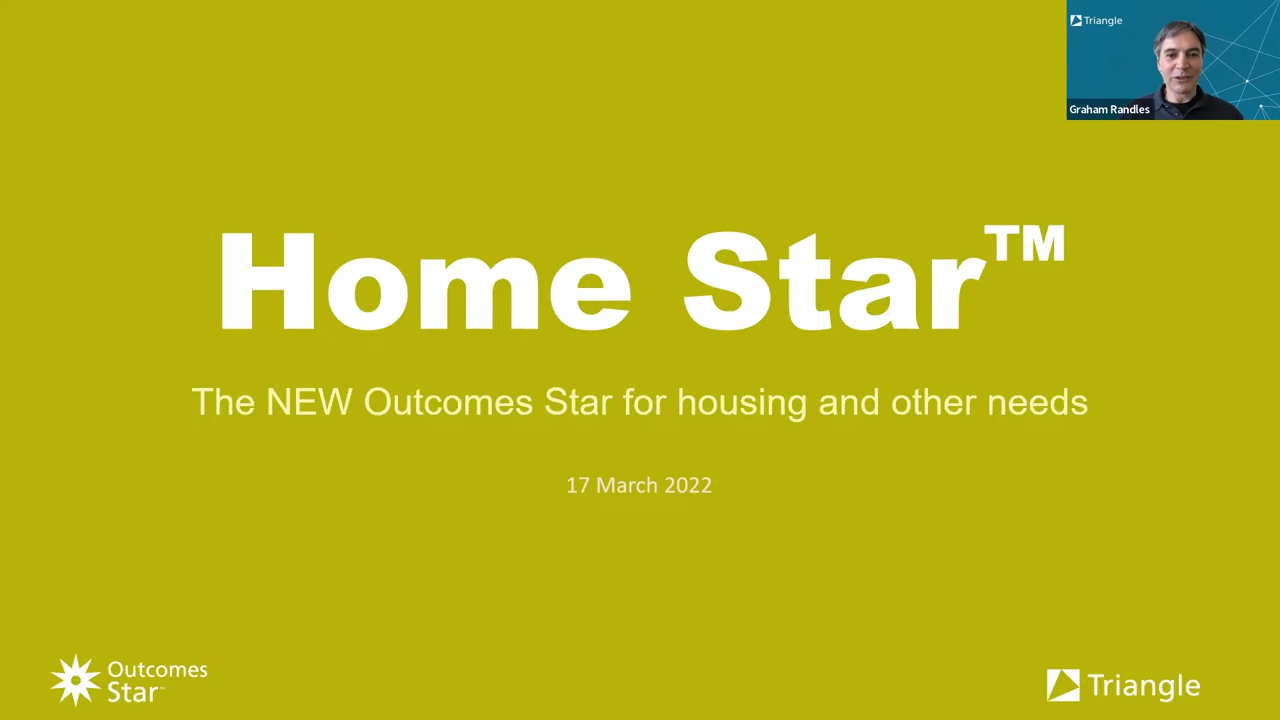 Triangle
Graham Randles
Home Star™
The NEW Outcomes Star for housing and other needs
17 March 2022
Outcomes
Star™
Triangle